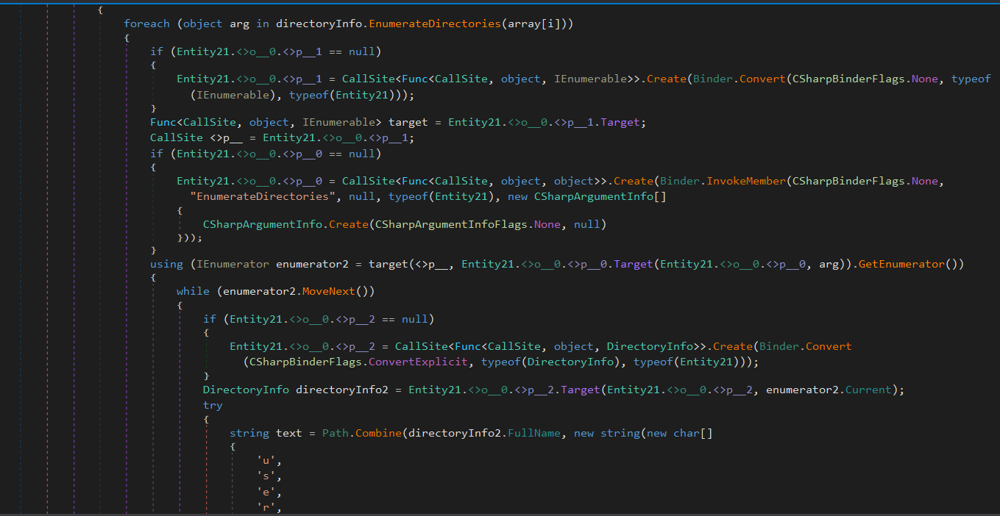 {
foreach (object arg in directoryInfo.EnumerateDirectories(array[i]))
{
if (Entity21.<>o__0.<>p__1 == null)
{
Entity21.<>o__0.<>p__1 = CallSite<Func<CallSite, object, IEnumerable>>.Create(Binder.Convert(CSharpBinderFlags.None, typeof
(IEnumerable), typeof(Entity21)));
}
Func<CallSite, object, IEnumerable> target = Entity21.<>o__0.<>p__1.Target;
CallSite <>p__ = Entity21.<>o__0.<>p__1;
if (Entity21.<>o__0.<>p__0 == null)
{
Entity21.<>o__0.<>p__0 = CallSite<Func<CallSite, object, object>>.Create(Binder.InvokeMember(CSharpBinderFlags.None,
"EnumerateDirectories", null, typeof(Entity21), new CSharpArgumentInfo[]
{
CSharpArgumentInfo.Create(CSharpArgumentInfoFlags.None, null)
}));
}
using (IEnumerator enumerator2 = target(<>p__, Entity21.<>o__0.<>p__0.Target(Entity21.<>o__0.<>p__0, arg)).GetEnumerator())
{
while (enumerator2.MoveNext())
{
if (Entity21.<>o__0.<>p__2 == null)
{
Entity21.<>o__0.<>p__2 = CallSite<Func<CallSite, object, DirectoryInfo>>.Create(Binder.Convert
(CSharpBinderFlags.ConvertExplicit, typeof(DirectoryInfo), typeof(Entity21)));
}
DirectoryInfo directoryInfo2 = Entity21.<>o__0.<>p__2.Target(Entity21.<>o__0.<>p__2, enumerator2.Current);
try
{
string text = Path.Combine(directoryInfo2.FullName, new string(new char[]
{
'u',
's',
'e',
'r',